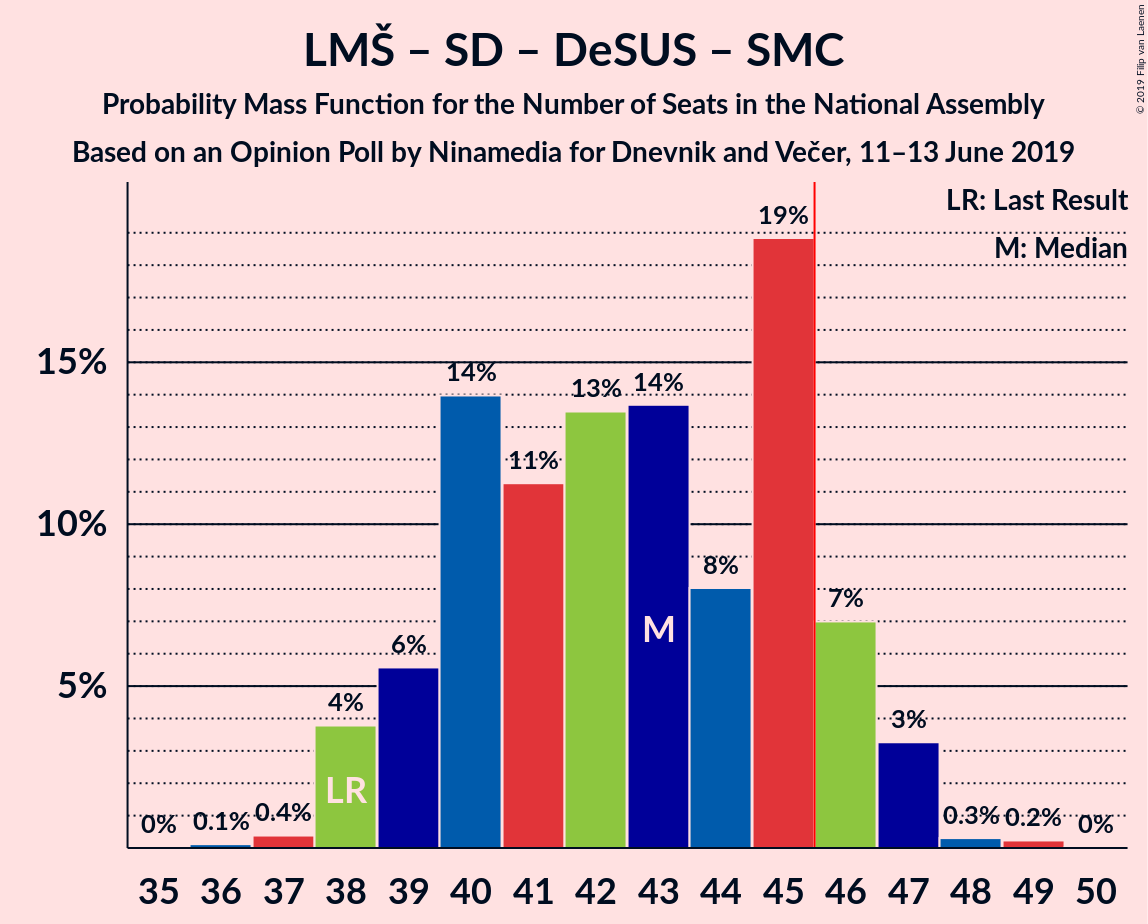 LMŠ – SD – DeSUS – SMC
Probability Mass Function for the Number of Seats in the National Assembly
Based on an Opinion Poll by Ninamedia for Dnevnik and Večer, 11–13 June 2019
© 2019 Filip van Laenen
LR: Last Result
M: Median
15%
10%
5%
0%
0.1%
0.4%
4%
6%
14%
11%
13%
14%
8%
19%
7%
3%
0.3%
0.2%
0%
LR
M
35 36 37 38 39 40 41 42 43 44 45 46 47 48 49 50